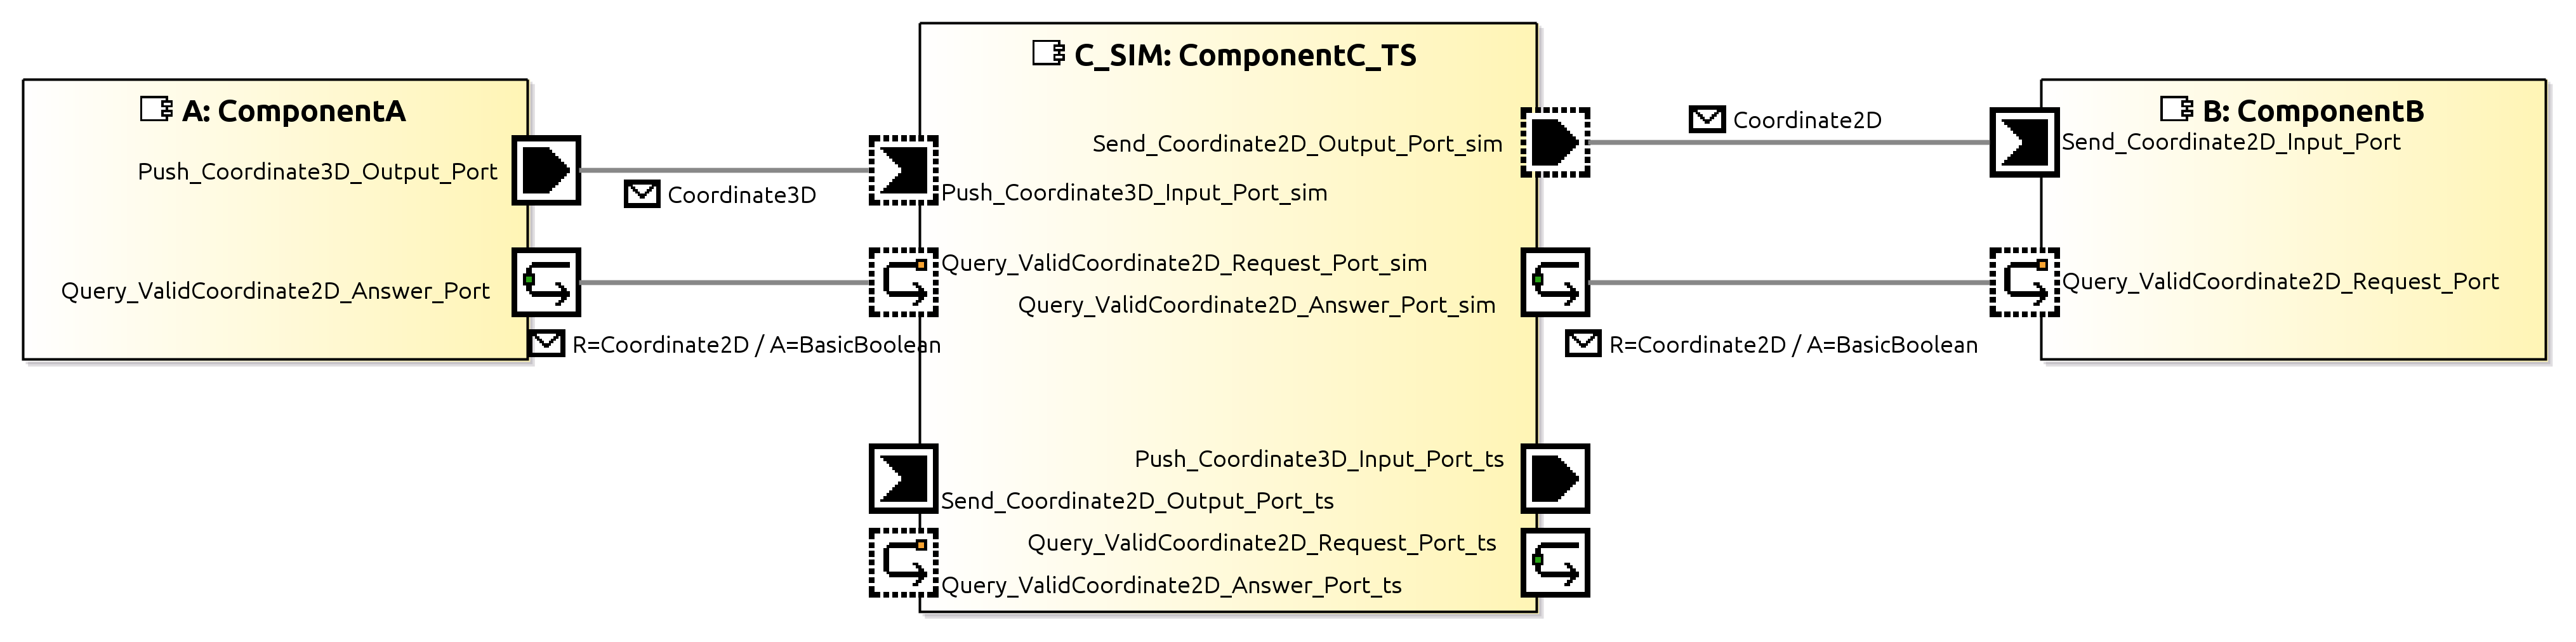 A: ComponentA
Push_Coordinate3D_Output_Port
Query_ValidCoordinate2D_Answer_Port
Coordinate3D
R=Coordinate2D / A=BasicBoolean
C_SIM: ComponentC_TS
Send_Coordinate2D_Output_Port_sim
Push_Coordinate3D_Input_Port_sim
Query_ValidCoordinate2D_Request_Port_sim
Query_ValidCoordinate2D_Answer_Port_sim
Push_Coordinate3D_Input_Port_ts
Send_Coordinate2D_Output_Port_ts
Query_ValidCoordinate2D_Request_Port_ts
Query_ValidCoordinate2D_Answer_Port_ts
Coordinate2D
R=Coordinate2D / A=BasicBoolean
B: ComponentB
Send_Coordinate2D_Input_Port
Query_ValidCoordinate2D_Request_Port